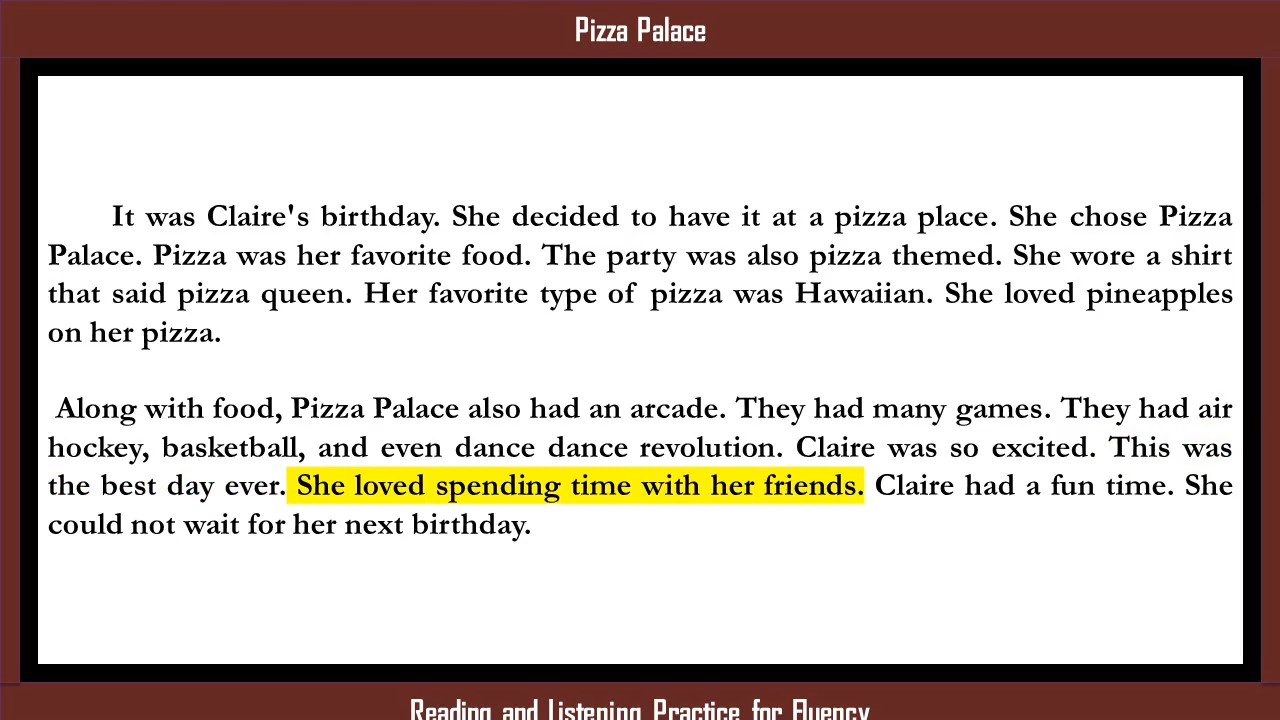 Pizza Palace
It was Claire's birthday. She decided to have it at a pizza place. She chose Pizza
Palace. Pizza was her favorite food. The party was also pizza themed. She wore a shirt
that said pizza queen. Her favorite type of pizza was Hawaiian. She loved pineapples
on her pizza.
Along with food, Pizza Palace also had an arcade. They had many games. They had air
hockey, basketball, and even dance dance revolution. Claire was so excited. This was
the best day ever. She loved spending time with her friends. Claire had a fun time. She
could not wait for her next birthday.
Reading and Listening Practice for Fluency